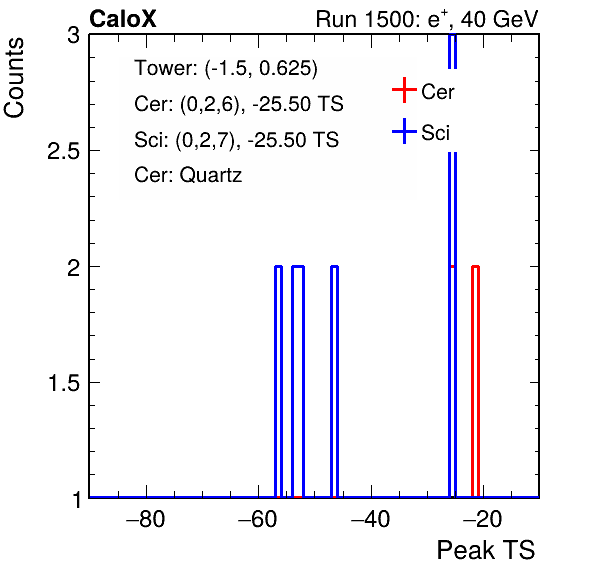 CaloX Run 1500: e⁺, 40 GeV
Counts
Tower: (-1.5, 0.625)
Cer: (0,2,6), -25.50 TS
Sci: (0,2,7), -25.50 TS
Cer: Quartz
Cer
Sci
3
2.5
2
1.5
1
−80 −60 −40 −20
Peak TS